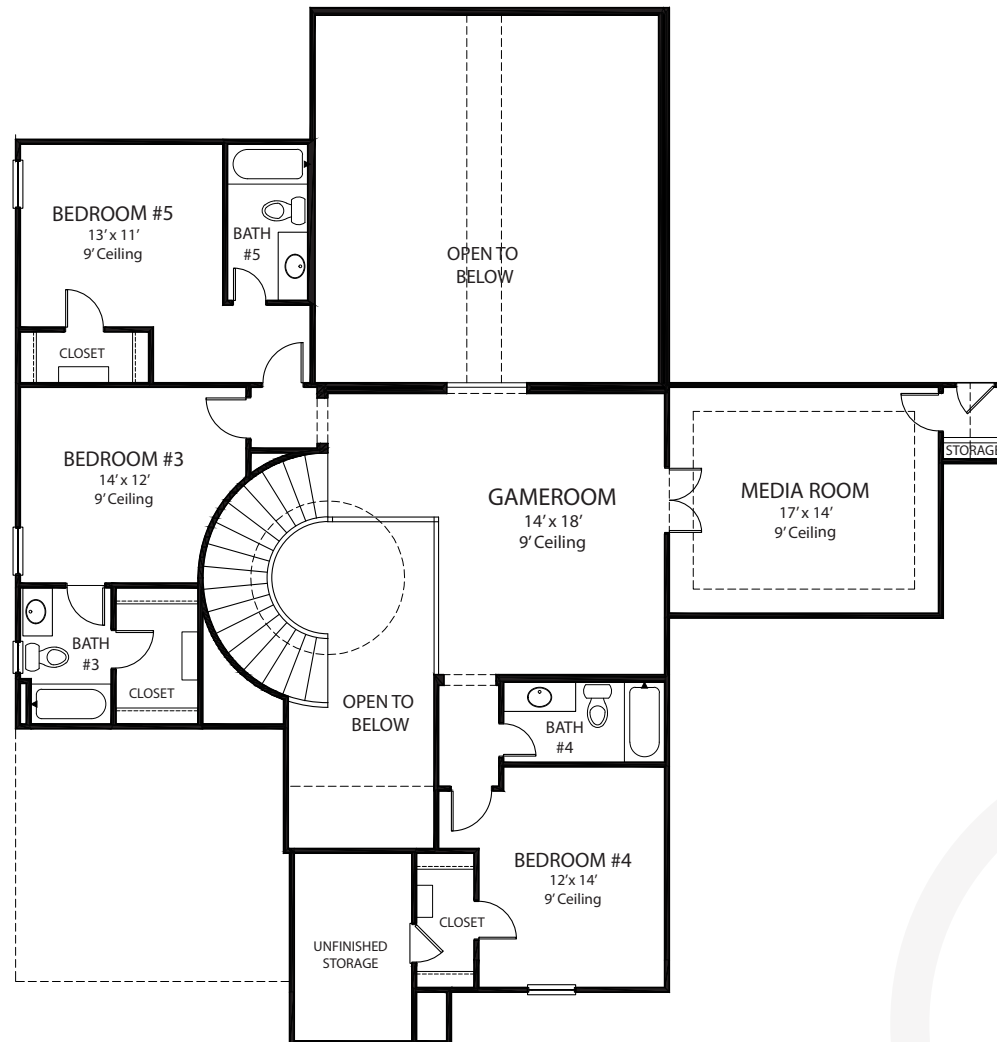 BEDROOM #5
13' x 11'
9' Ceiling
BATH
#5
OPEN TO
BELOW
CLOSET
BEDROOM #3
14' x 12'
9' Ceiling
GAMEROOM
14' x 18'
9' Ceiling
MEDIA ROOM
17' x 14'
9' Ceiling
STORAGE
BATH
#3
CLOSET
OPEN TO
BELOW
BATH
#4
BEDROOM #4
12' x 14'
9' Ceiling
CLOSET
UNFINISHED
STORAGE